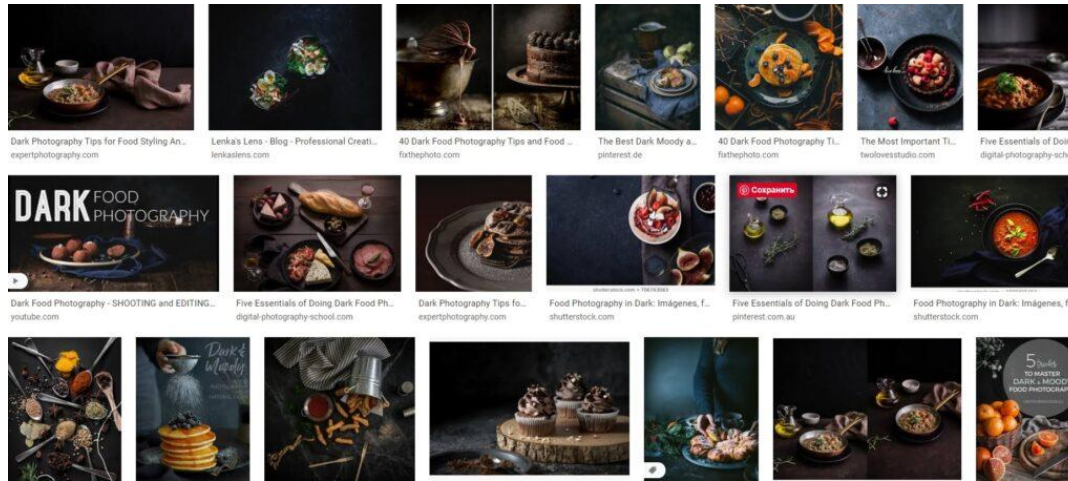 Dark Photography Tips for Food Styling An...
expertphotography.com
Lenka's Lens - Blog - Professional Creati...
lenkaslens.com
40 Dark Food Photography Tips and Food ...
fixthephoto.com
The Best Dark Moody a...
pinterest.de
40 Dark Food Photography Ti...
fixthephoto.com
The Most Important Ti...
twolovesstudio.com
Five Essentials of Doi
digital-photography-sch
DARK FOOD
PHOTOGRAPHY
Сохранить
shutterstock.com • 706763563
Dark Food Photography - SHOOTING and EDITING...
youtube.com
Five Essentials of Doing Dark Food Ph...
digital-photography-school.com
Dark Photography Tips fo...
expertphotography.com
Food Photography in Dark: Imágenes, f...
shutterstock.com
Five Essentials of Doing Dark Food Ph...
pinterest.com.au
Food Photography in Dark: Imágenes, f
shutterstock.com
Dark &
Moody
5 Tricks
TO MASTER
DARK & MOODY
FOOD PHOTOGRAP